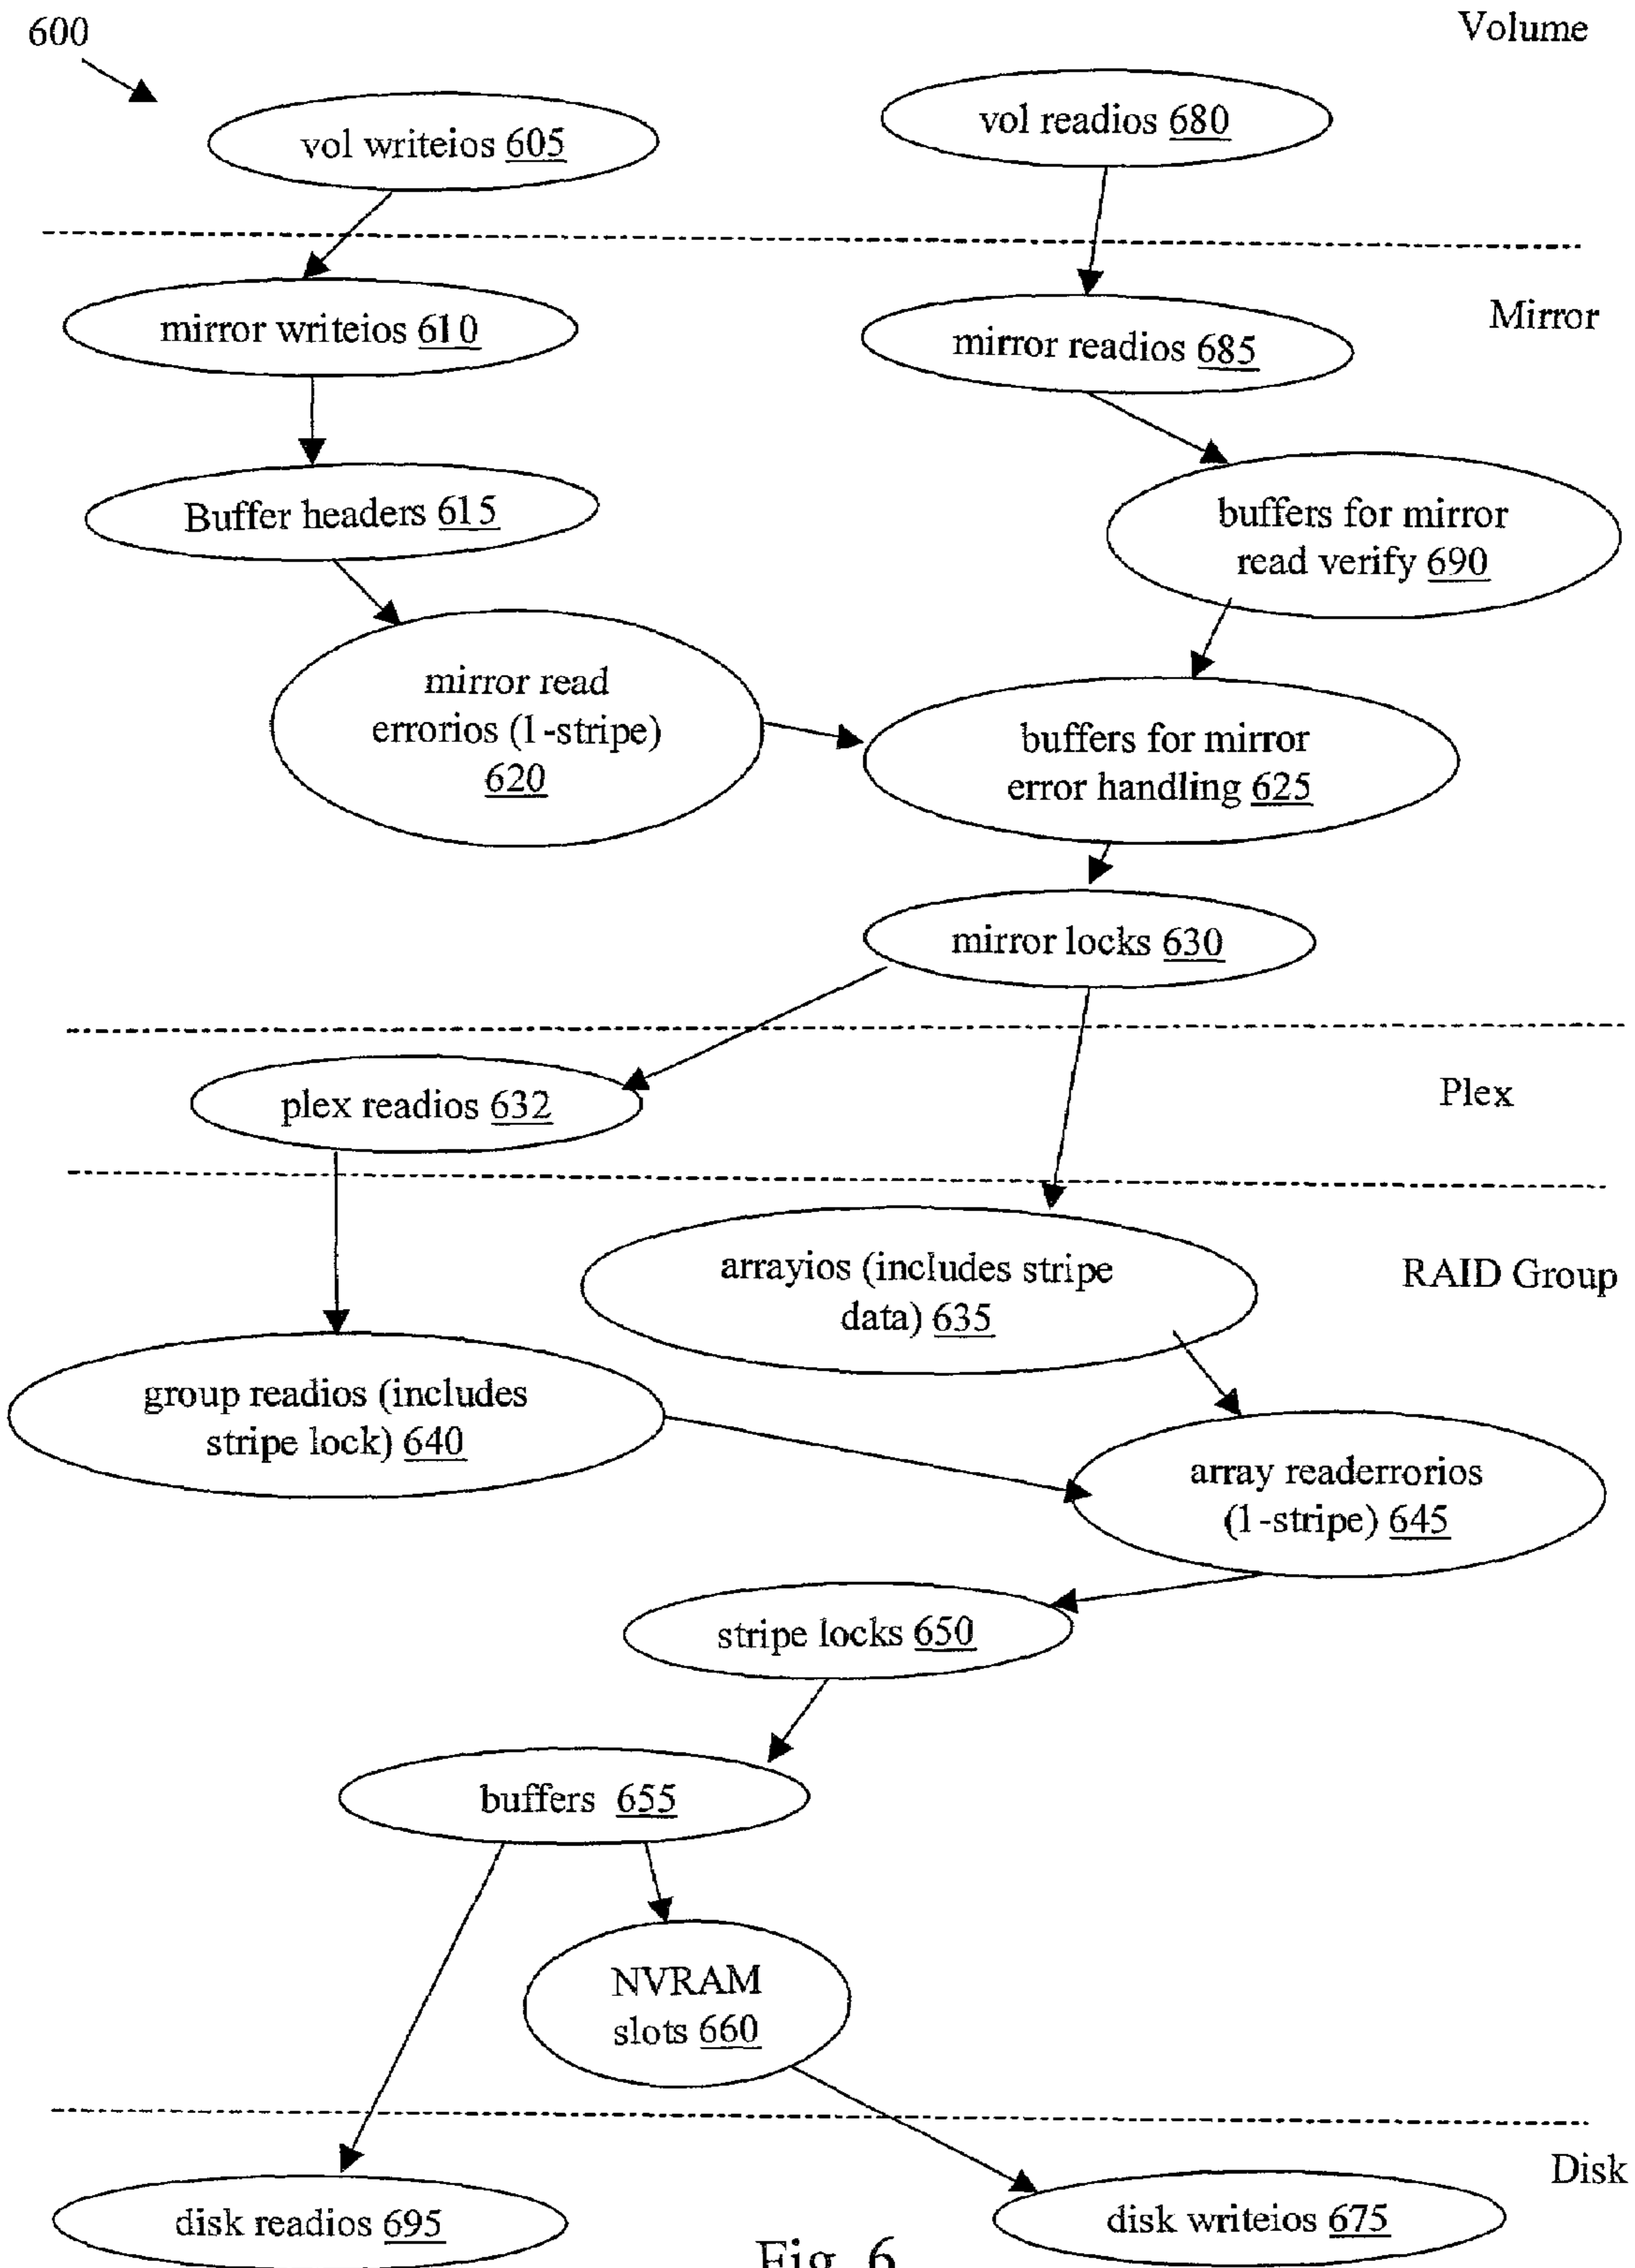 600
Volume
vol writeios 605
vol readios 680
Mirror
mirror writeios 610
mirror readios 685
Buffer headers 615
buffers for mirror
read verify 690
mirror read
errorios (1-stripe)
620
buffers for mirror
error handling 625
mirror locks 630
Plex
plex readios 632
RAID Group
arrayios (includes stripe
data) 635
group readios (includes
stripe lock) 640
array readerrorios
(1-stripe) 645
stripe locks 650
buffers 655
NVRAM
slots 660
Disk
disk readios 695
disk writeios 675
Fig. 6